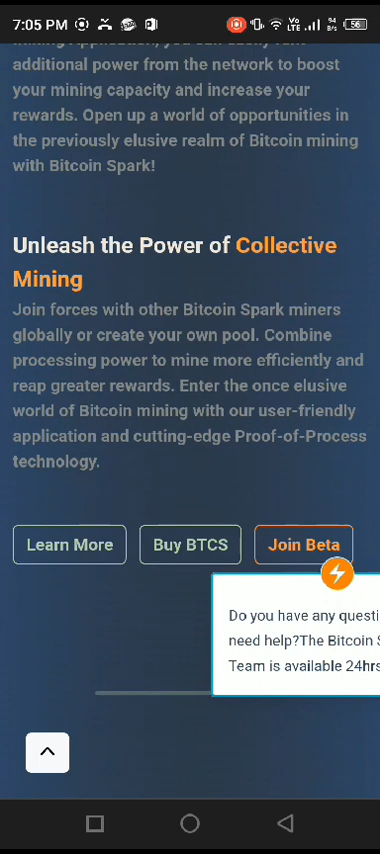 7:05 PM Vo LTE 94 B/s 56
additional power from the network to boost
your mining capacity and increase your
rewards. Open up a world of opportunities in
the previously elusive realm of Bitcoin mining
with Bitcoin Spark!
Unleash the Power of Collective
Mining
Join forces with other Bitcoin Spark miners
globally or create your own pool. Combine
processing power to mine more efficiently and
reap greater rewards. Enter the once elusive
world of Bitcoin mining with our user-friendly
application and cutting-edge Proof-of-Process
technology.
Learn More Buy BTCS Join Beta
Do you have any questi
need help?The Bitcoin S
Team is available 24hrs